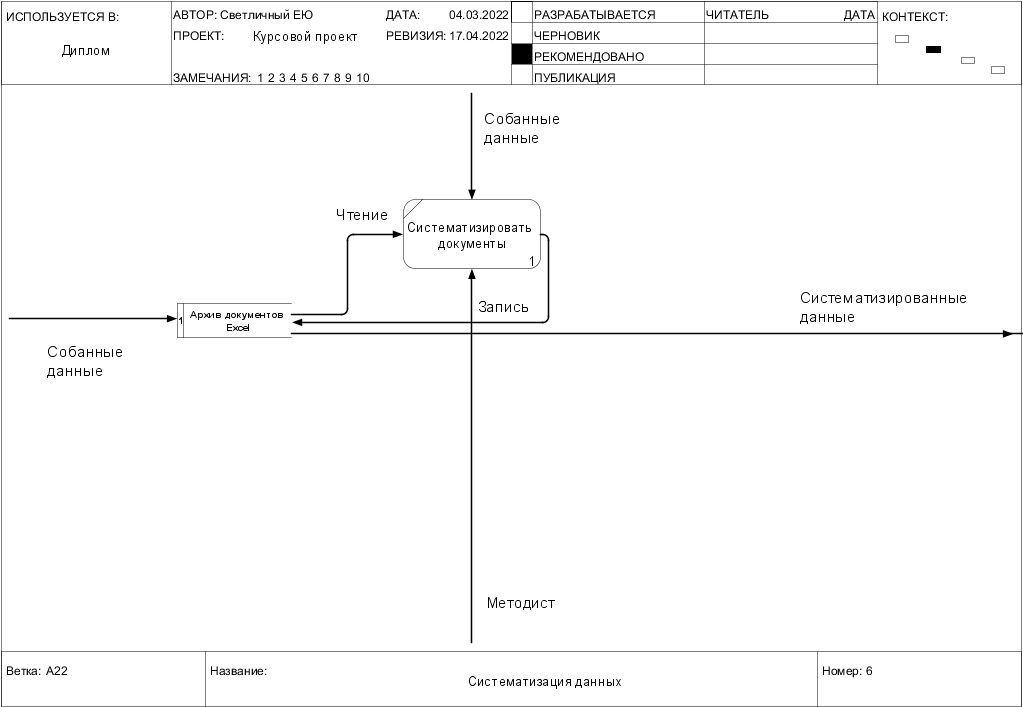 ИСПОЛЬЗУЕТСЯ В:
Диплом
АВТОР: Светличный ЕЮ
ДАТА: 04.03.2022
ПРОЕКТ: Курсовой проект
РЕВИЗИЯ: 17.04.2022
ЗАМЕЧАНИЯ: 1 2 3 4 5 6 7 8 9 10
РАЗРАБАТЫВАЕТСЯ
ЧЕРНОВИК
РЕКОМЕНДОВАНО
ПУБЛИКАЦИЯ
ЧИТАТЕЛЬ ДАТА
КОНТЕКСТ:
Собанные
данные
Чтение
Систематизировать
документы
1
Запись
1
Архив документов
Excel
Собанные
данные
Систематизированные
данные
Методист
Ветка: A22
Название:
Систематизация данных
Номер: 6